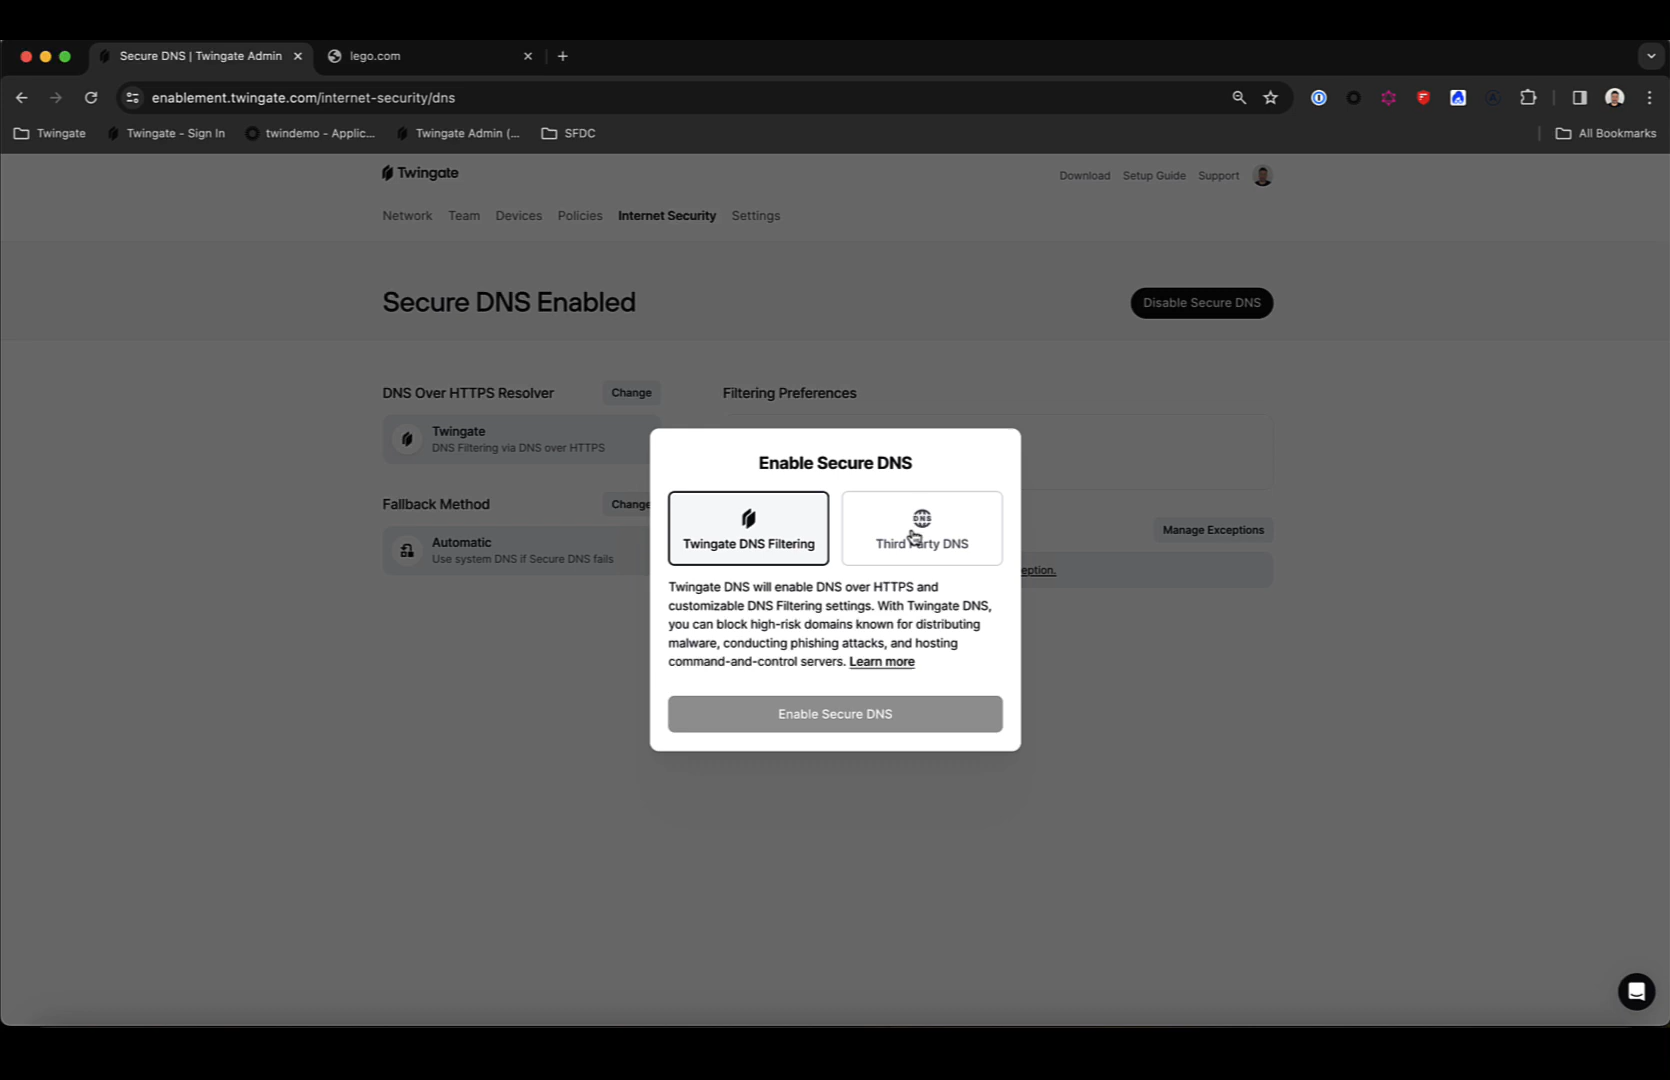 Secure DNS | Twingate Admin
lego.com
enablement.twingate.com/internet-security/dns
Twingate
Twingate - Sign In
twindemo - Applic...
Twingate Admin (...
SFDC
All Bookmarks
Twingate
Download
Setup Guide
Support
Network
Team
Devices
Policies
Internet Security
Settings
Secure DNS Enabled
Disable Secure DNS
DNS Over HTTPS Resolver
Change
Filtering Preferences
Twingate
DNS Filtering via DNS over HTTPS
Fallback Method
Change
Manage Exceptions
Automatic
Use system DNS if Secure DNS fails
eption.
Enable Secure DNS
Twingate DNS Filtering
DNS
Third Party DNS
Twingate DNS will enable DNS over HTTPS and
customizable DNS Filtering settings. With Twingate DNS,
you can block high-risk domains known for distributing
malware, conducting phishing attacks, and hosting
command-and-control servers. Learn more
Enable Secure DNS